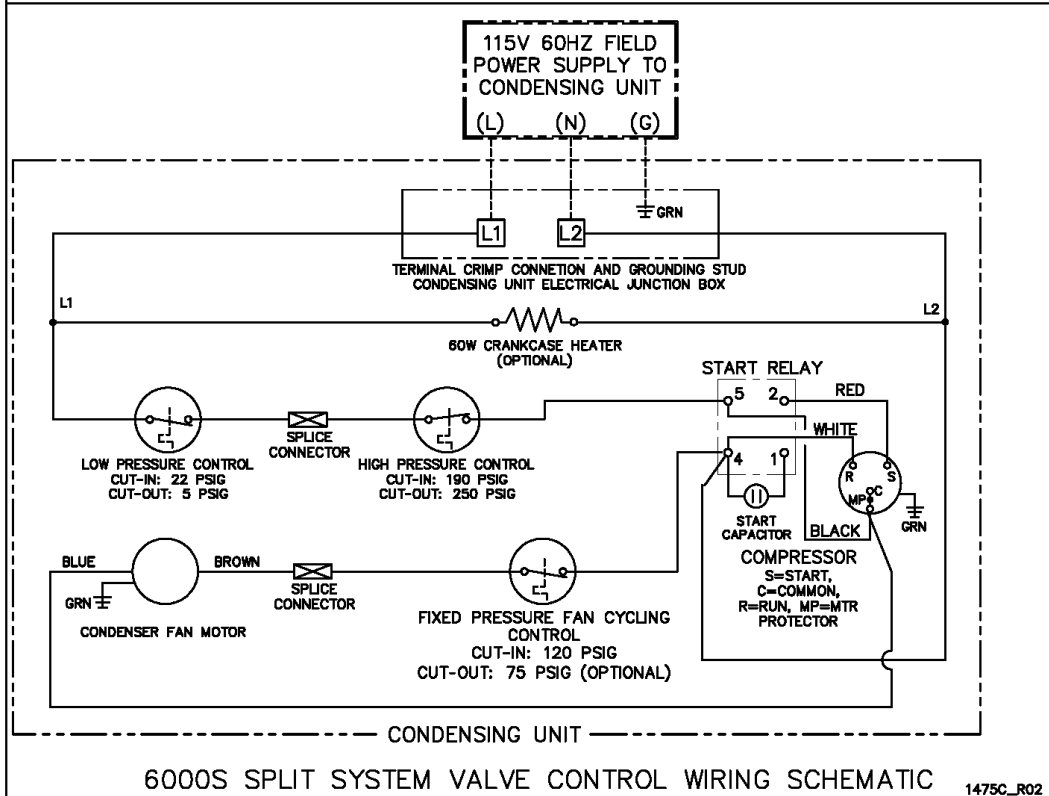 115V 60HZ FIELD
POWER SUPPLY TO
CONDENSING UNIT
(L) (N) (G)
GRN
L1 L2
TERMINAL CRIMP CONNETION AND GROUNDING STUD
CONDENSING UNIT ELECTRICAL JUNCTION BOX
L1
L2
60W CRANKCASE HEATER
(OPTIONAL)
START RELAY
5 2
RED
WHITE
4 1
SPLICE
CONNECTOR
LOW PRESSURE CONTROL
CUT-IN: 22 PSIG
CUT-OUT: 5 PSIG
HIGH PRESSURE CONTROL
CUT-IN: 190 PSIG
CUT-OUT: 250 PSIG
R S
C
MP
GRN
START
CAPACITOR
BLACK
COMPRESSOR
S=START,
C=COMMON,
R=RUN, MP=MTR
PROTECTOR
BLUE
BROWN
GRN
SPLICE
CONNECTOR
CONDENSER FAN MOTOR
FIXED PRESSURE FAN CYCLING
CONTROL
CUT-IN: 120 PSIG
CUT-OUT: 75 PSIG (OPTIONAL)
CONDENSING UNIT
6000S SPLIT SYSTEM VALVE CONTROL WIRING SCHEMATIC
1475C_R02